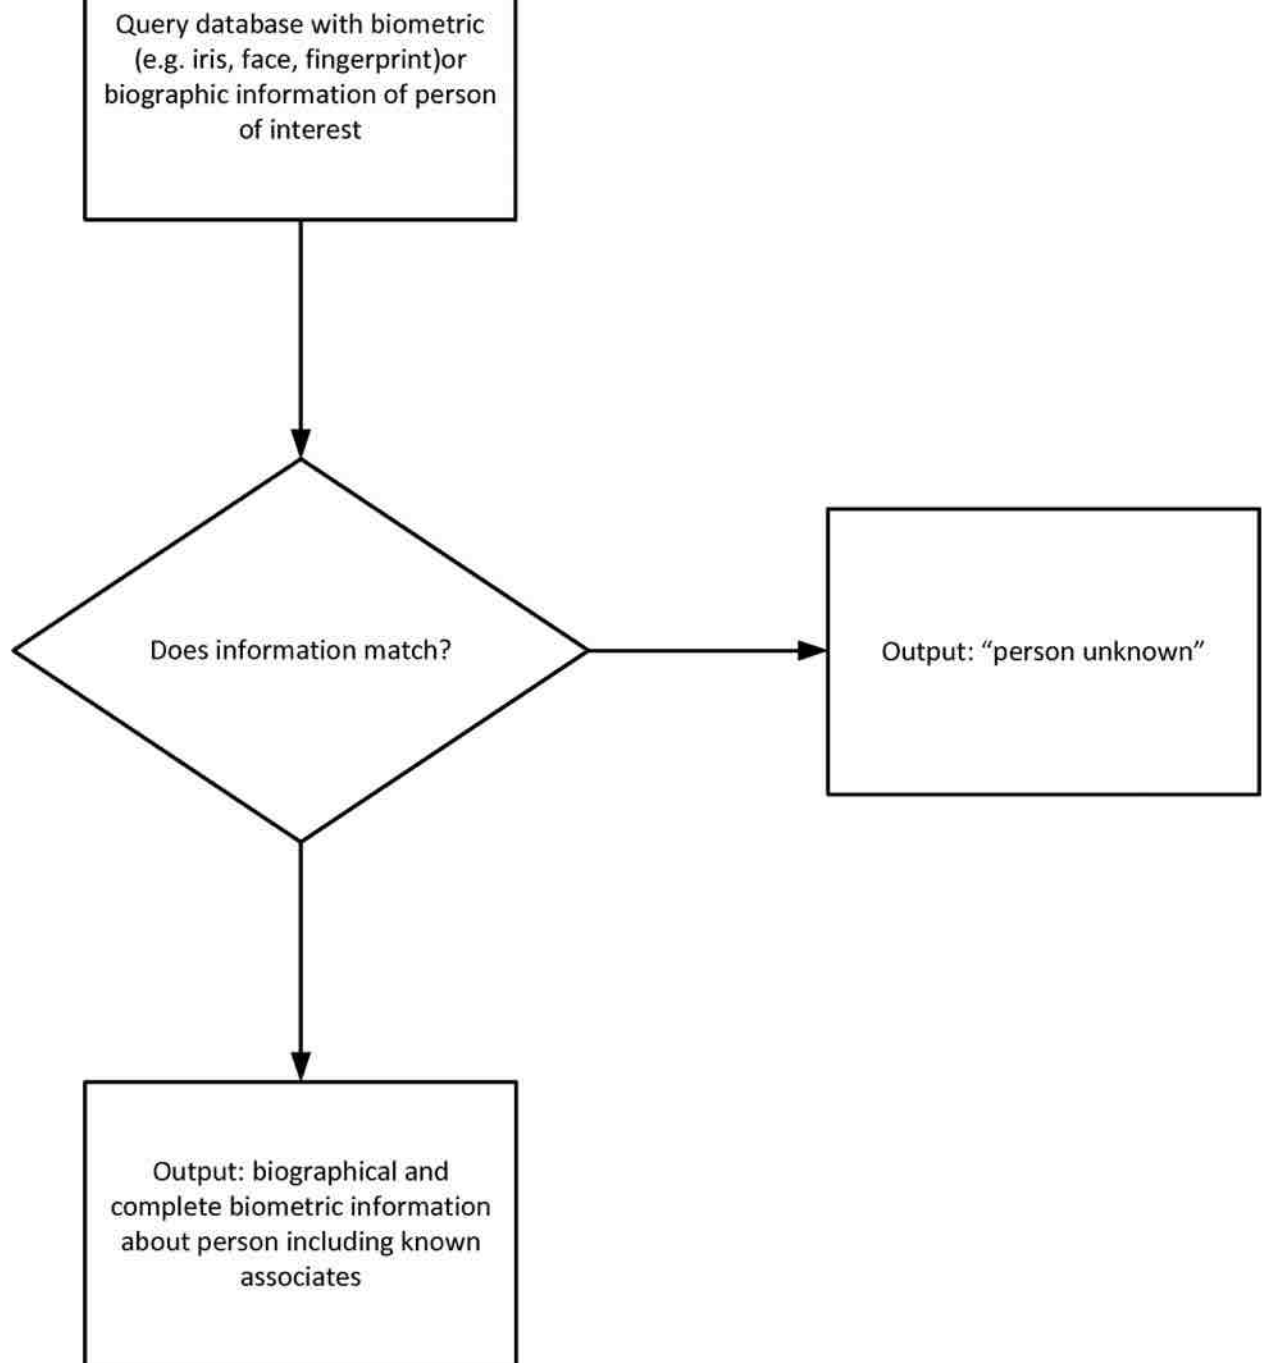 Query database with biometric
(e.g. iris, face, fingerprint)or
biographic information of person
of interest
Does information match?
Output: “person unknown”
Output: biographical and
complete biometric information
about person including known
associates